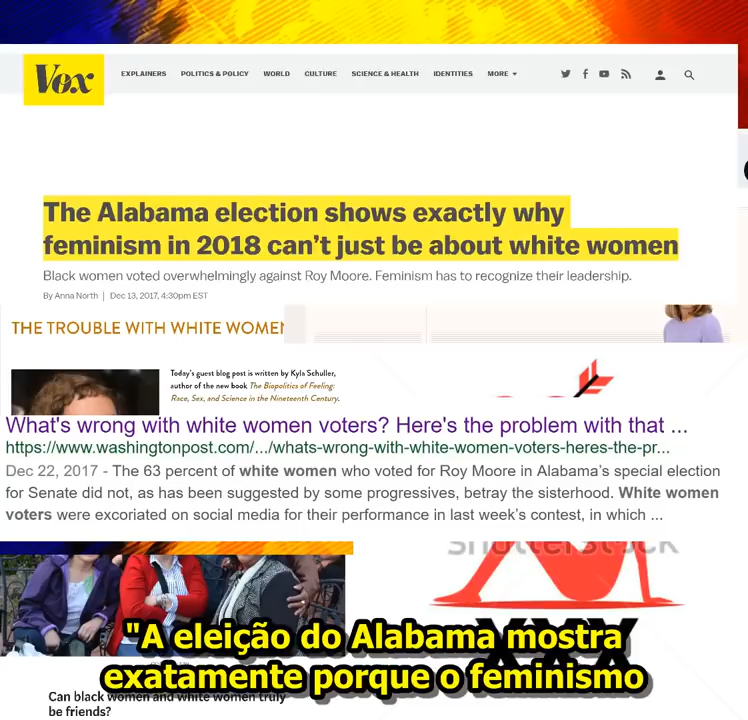 Vox
EXPLAINERS POLITICS & POLICY WORLD CULTURE SCIENCE & HEALTH IDENTITIES MORE
The Alabama election shows exactly why
feminism in 2018 can't just be about white women
Black women voted overwhelmingly against Roy Moore. Feminism has to recognize their leadership.
By Anna North | Dec 13, 2017, 4:30pm EST
THE TROUBLE WITH WHITE WOMEN
Today's guest blog post is written by Kyla Schuller,
author of the new book The Biopolitics of Feeling:
Race, Sex, and Science in the Nineteenth Century.
What's wrong with white women voters? Here's the problem with that ...
https://www.washingtonpost.com/.../whats-wrong-with-white-women-voters-heres-the-pr...
Dec 22, 2017 - The 63 percent of white women who voted for Roy Moore in Alabama's special election
for Senate did not, as has been suggested by some progressives, betray the sisterhood. White women
voters were excoriated on social media for their performance in last week's contest, in which ...
shutterstock
XXX
"A eleição do Alabama mostra
exatamente porque o feminismo
Can black women and white women truly
be friends?